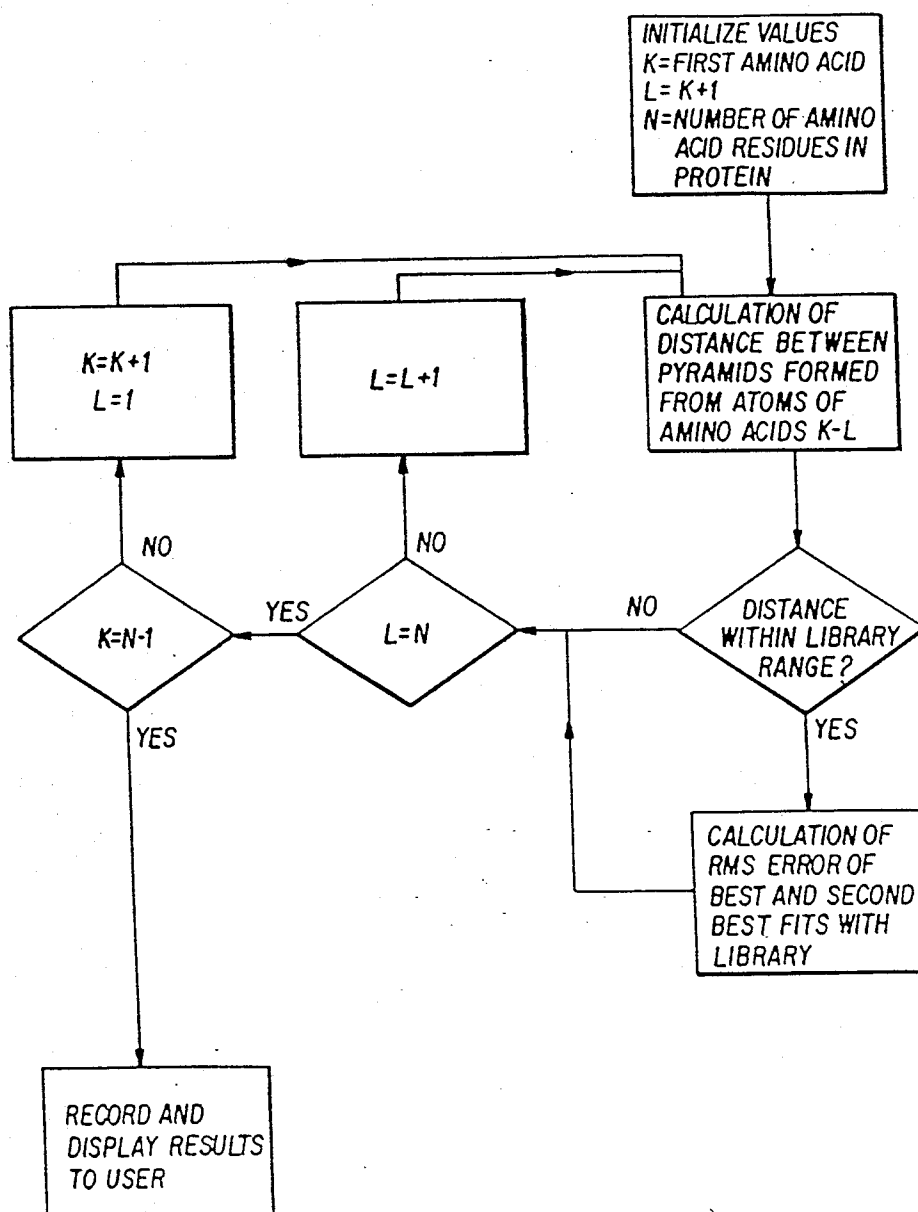 INITIALIZE VALUES
K=FIRST AMINO ACID
L=K+1
N=NUMBER OF AMINO
ACID RESIDUES IN
PROTEIN
K=K+1
L=1
L=L+1
CALCULATION OF
DISTANCE BETWEEN
PYRAMIDS FORMED
FROM ATOMS OF
AMINO ACIDS K-L
NO
NO
K=N-1
YES
L=N
NO
DISTANCE
WITHIN LIBRARY
RANGE?
YES
YES
CALCULATION OF
RMS ERROR OF
BEST AND SECOND
BEST FITS WITH
LIBRARY
RECORD AND
DISPLAY RESULTS
TO USER